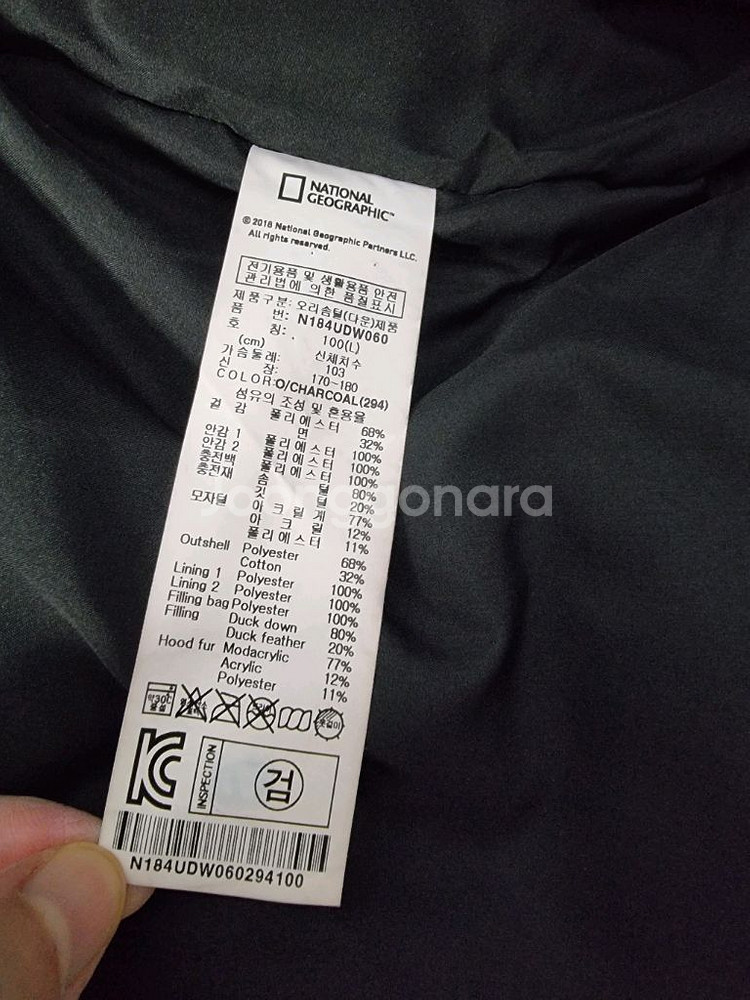 NATIONAL
GEOGRAPHIC™
© 2018 National Geographic Partners LLC.
All rights reserved.
전기용품 및 생활용품 안전
관리법에 의한 품질표시
제품구분: 오리솜털(다운)제품
품 번: N184UDW060
호 칭: 100(L)
(cm) 신체치수
가슴둘레: 103
신 장: 170~180
COLOR:O/CHARCOAL(294)
섬유의 조성 및 혼용율
겉 감 폴리에스터 68%
면 32%
안감 1 폴리에스터 100%
안감 2 폴리에스터 100%
충전백 폴리에스터 100%
충전재 솜 털 80%
깃 털 20%
모자털 77%
아 크 릴 12%
폴리에스터 11%
Outshell Polyester 68%
Cotton 32%
Lining 1 Polyester 100%
Lining 2 Polyester 100%
Filling bag Polyester 100%
Filling Duck down 80%
Duck feather 20%
Hood fur Modacrylic 77%
Acrylic 12%
Polyester 11%
약30℃
옷걸이
KC
INSPECTION
검
N184UDW060294100
Joonggonara